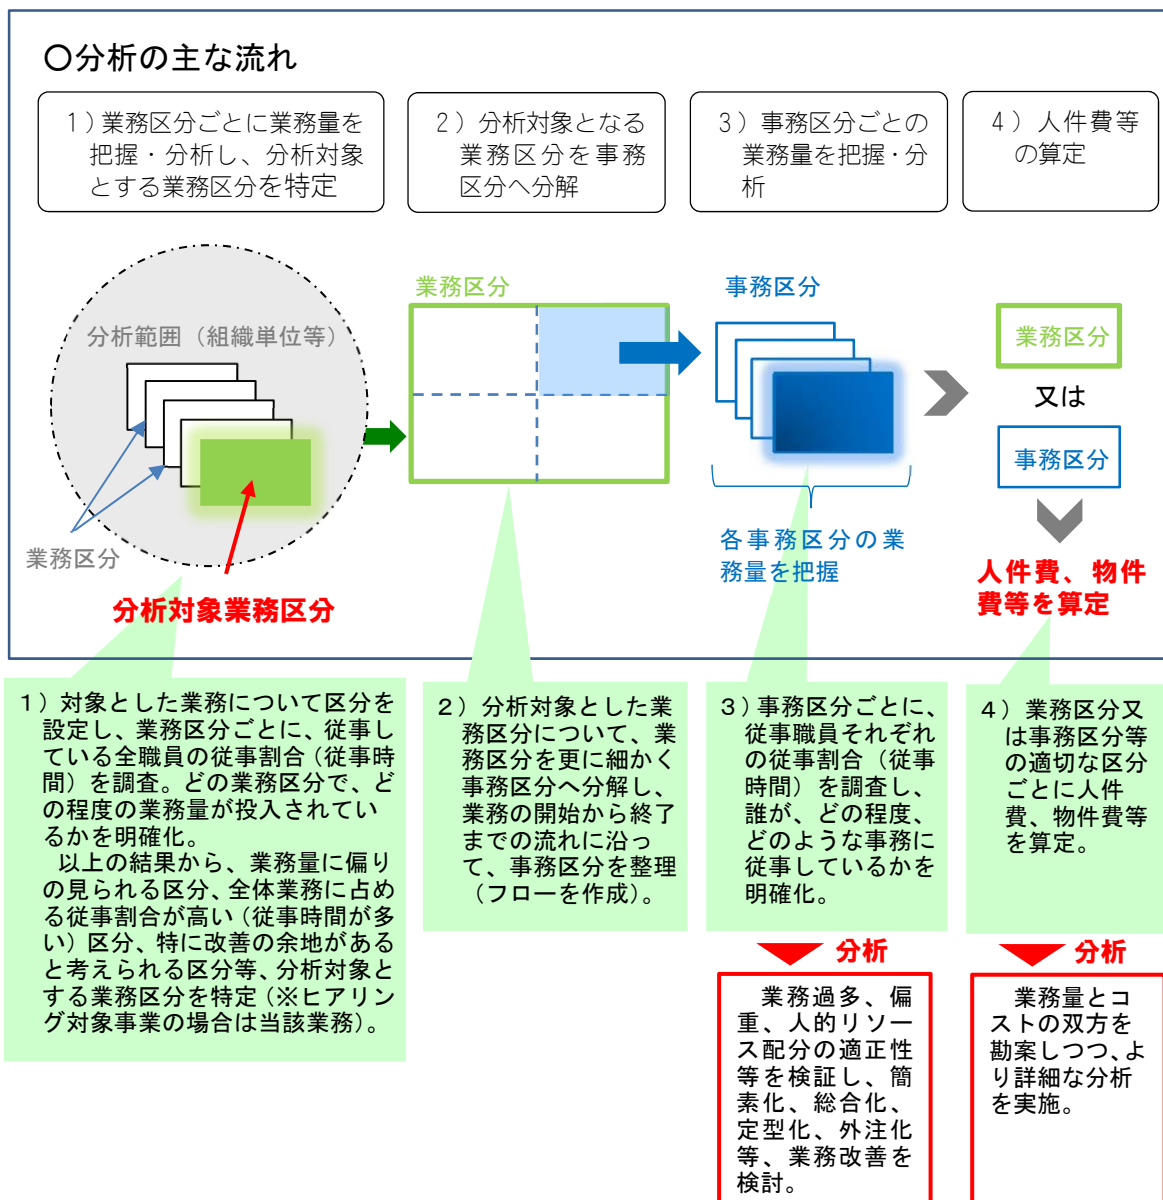 〇分析の主な流れ
１）業務区分ごとに業務量を
把握・分析し、分析対象
とする業務区分を特定
２）分析対象となる
業務区分を事務
区分へ分解
３）事務区分ごとの
業務量を把握・分
析
４）人件費等
の算定
分析範囲（組織単位等）
業務区分
分析対象業務区分
業務区分
事務区分
各事務区分の業
務量を把握
業務区分
又は
事務区分
人件費、物件
費等を算定
１）対象とした業務について区分を
設定し、業務区分ごとに、従事し
ている全職員の従事割合（従事時
間）を調査。どの業務区分で、ど
の程度の業務量が投入されてい
るかを明確化。
以上の結果から、業務量に偏り
の見られる区分、全体業務に占め
る従事割合が高い（従事時間が多
い）区分、特に改善の余地がある
と考えられる区分等、分析対象と
する業務区分を特定（※ヒアリン
グ対象事業の場合は当該業務）。
２）分析対象とした業
務区分について、業
務区分を更に細かく
事務区分へ分解し、
業務の開始から終了
までの流れに沿っ
て、事務区分を整理
（フローを作成）。
３）事務区分ごとに、
従事職員それぞれ
の従事割合（従事
時間）を調査し、
誰が、どの程度、
どのような事務に
従事しているかを
明確化。
４）業務区分又
は事務区分等
の適切な区分
ごとに人件
費、物件費等
を算定。
分析
業務過多、偏
重、人的リソー
ス配分の適正性
等を検証し、簡
素化、総合化、
定型化、外注化
等、業務改善を
検討。
分析
業務量とコ
ストの双方を
勘案しつつ、よ
り詳細な分析
を実施。